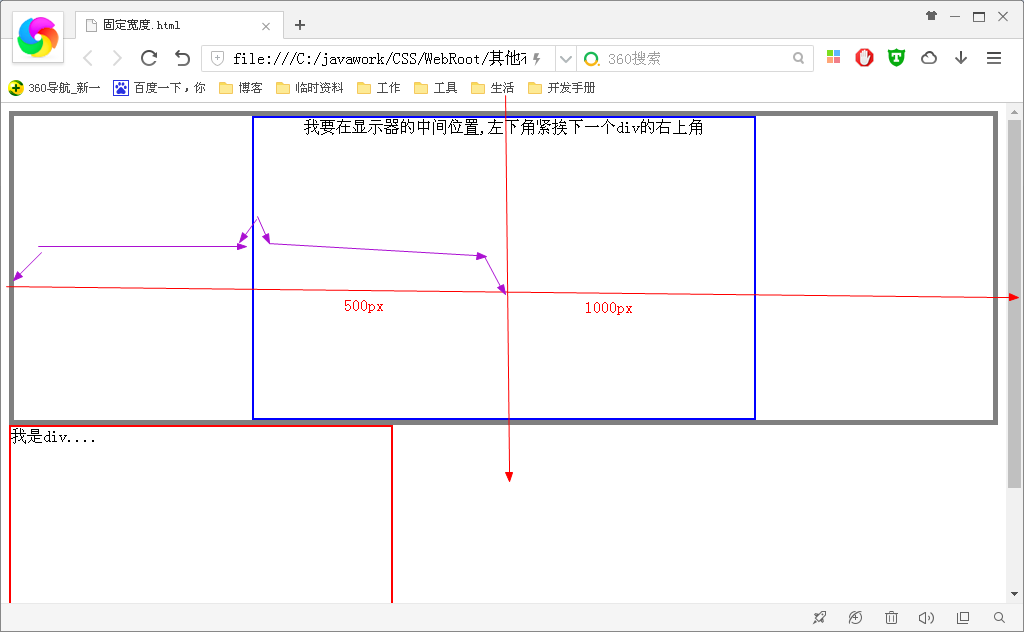 固定宽度.html
file:///C:/javawork/CSS/WebRoot/其他布
360搜索
360导航_新一
百度一下，你
博客
临时资料
工作
工具
生活
开发手册
我要在显示器的中间位置,左下角紧挨下一个div的右上角
500px
1000px
我是div....